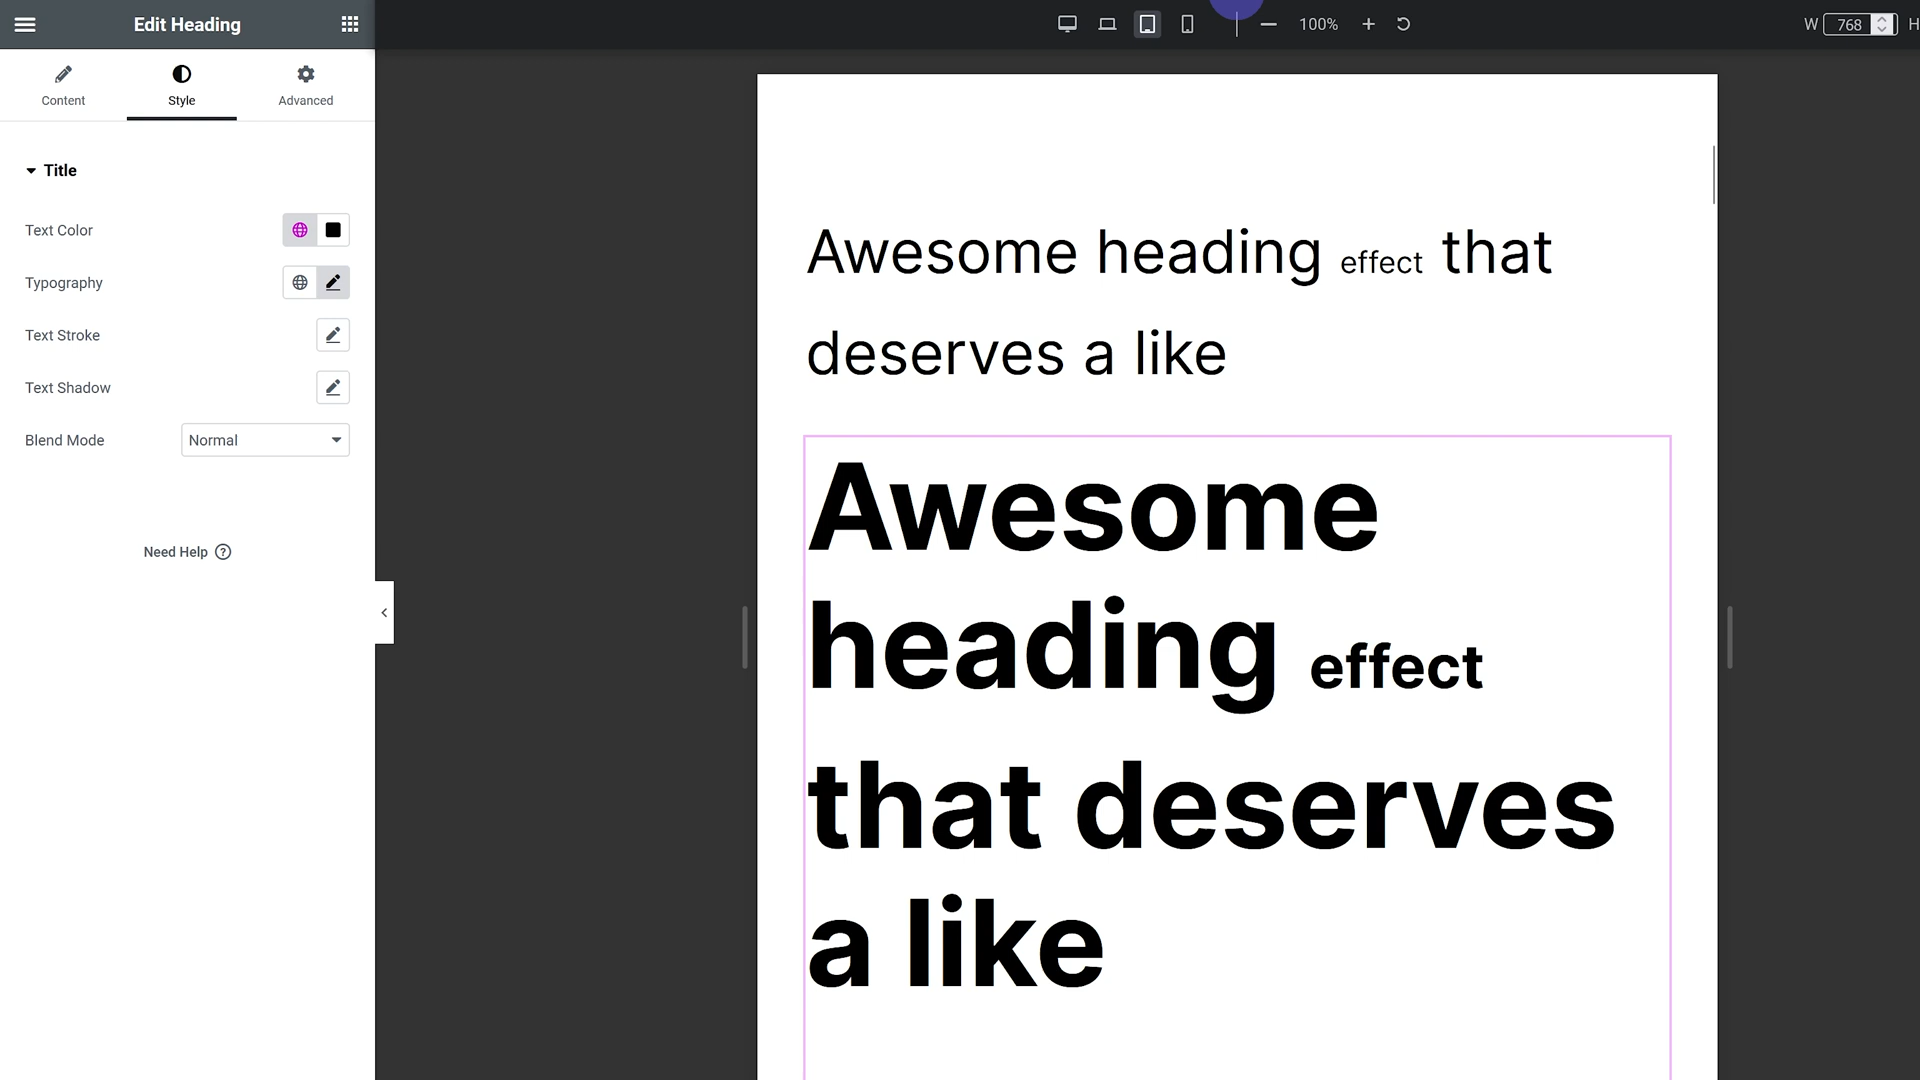 Edit Heading
100%
W 768 H
Content
Style
Advanced
Title
Text Color
Typography
Text Stroke
Text Shadow
Blend Mode
Normal
Need Help
Awesome heading effect that
deserves a like
Awesome
heading effect
that deserves
a like